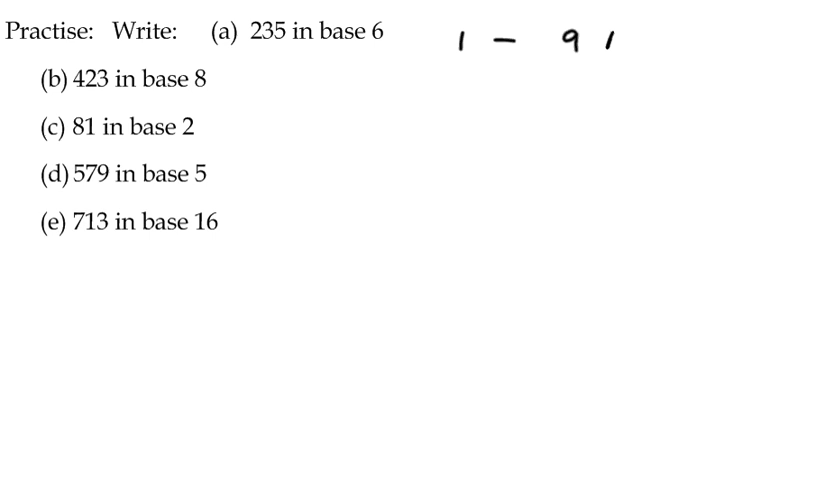 Practise: Write: (a) 235 in base 6 1 - 9 1
(b) 423 in base 8
(c) 81 in base 2
(d) 579 in base 5
(e) 713 in base 16